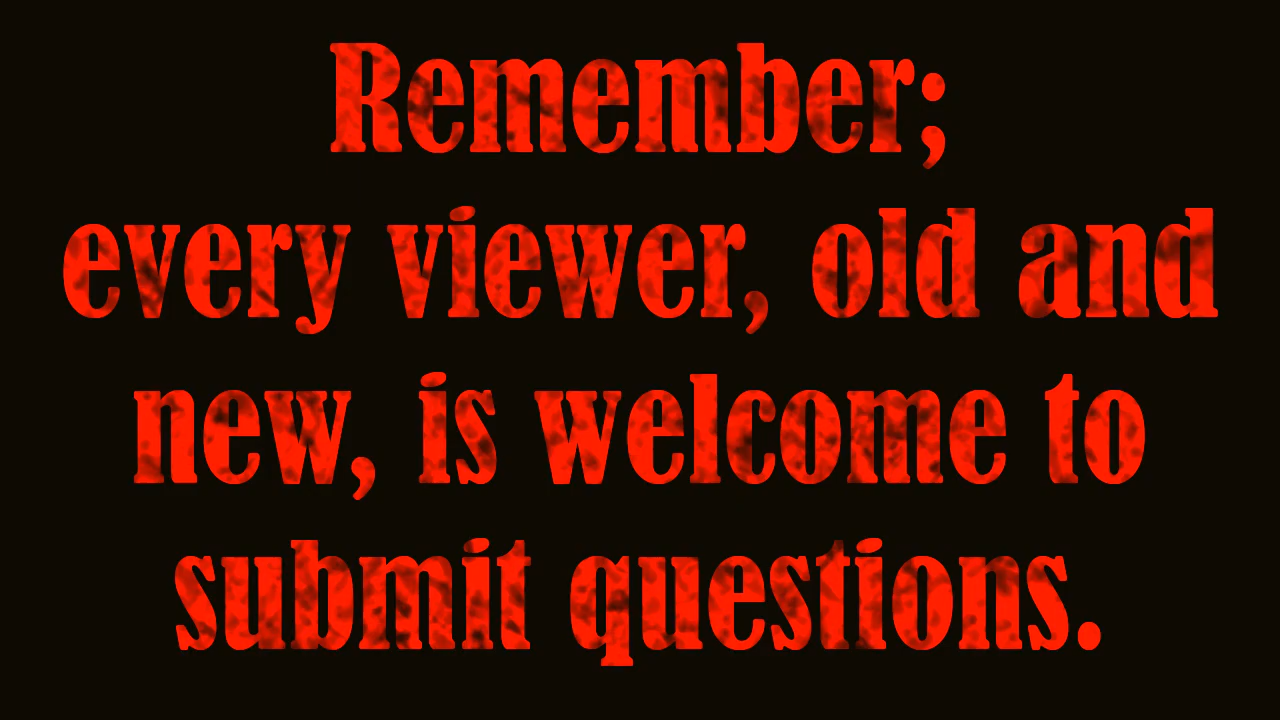 Remember;
every viewer, old and
new, is welcome to
submit questions.